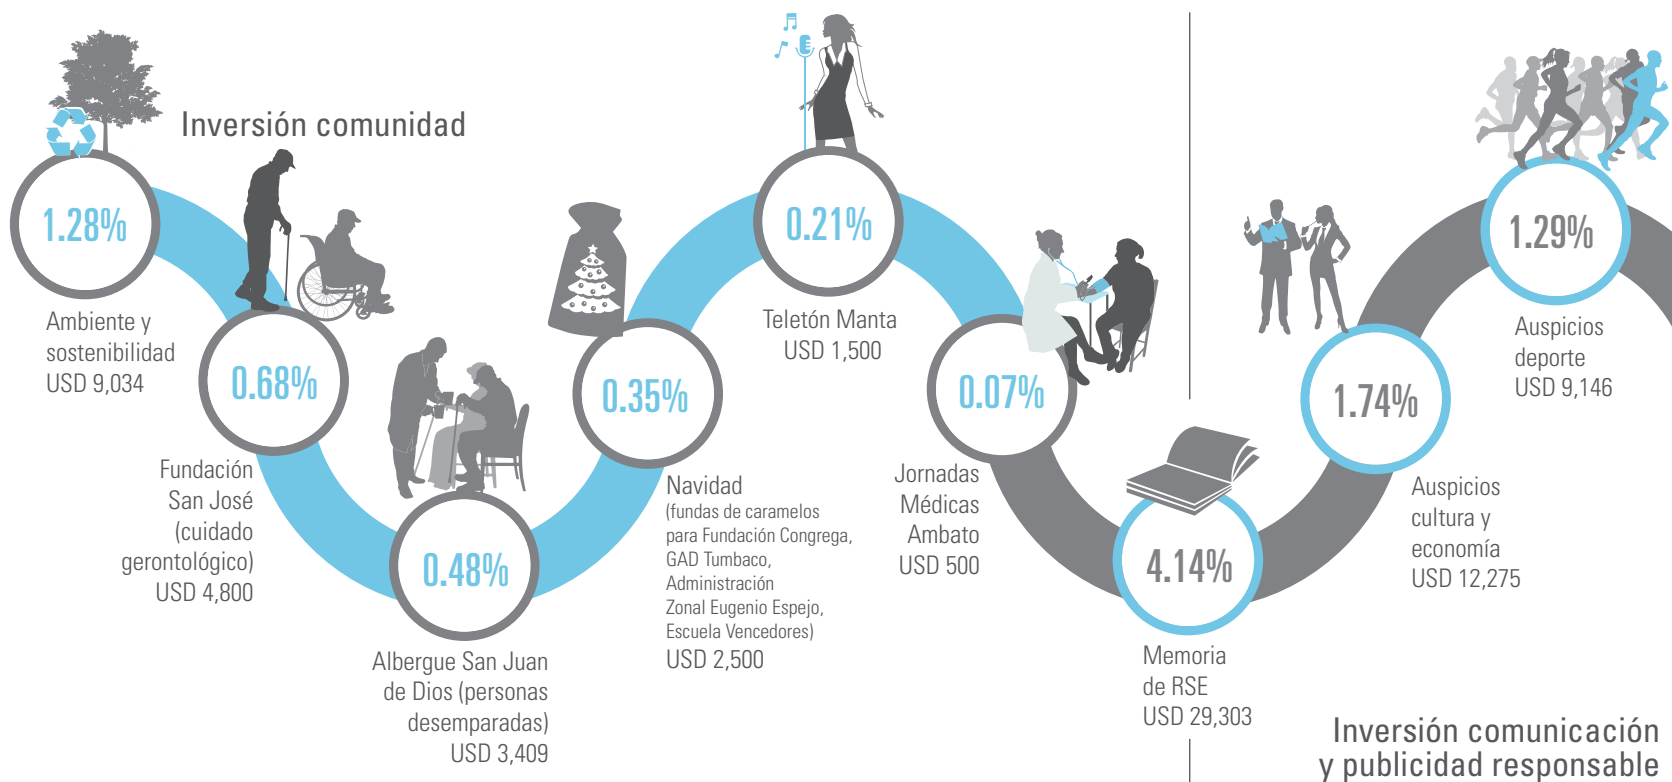 Inversión comunidad
1.28%
Ambiente y
sostenibilidad
USD 9,034
0.68%
Fundación
San José
(cuidado
gerontológico)
USD 4,800
0.48%
Albergue San Juan
de Dios (personas
desemparadas)
USD 3,409
0.35%
Navidad
(fundas de caramelos
para Fundación Congrega,
GAD Tumbaco,
Administración
Zonal Eugenio Espejo,
Escuela Vencedores)
USD 2,500
0.21%
Teletón Manta
USD 1,500
0.07%
Jornadas
Médicas
Ambato
USD 500
4.14%
Memoria
de RSE
USD 29,303
1.74%
Auspicios
cultura y
economía
USD 12,275
1.29%
Auspicios
deporte
USD 9,146
Inversión comunicación
y publicidad responsable